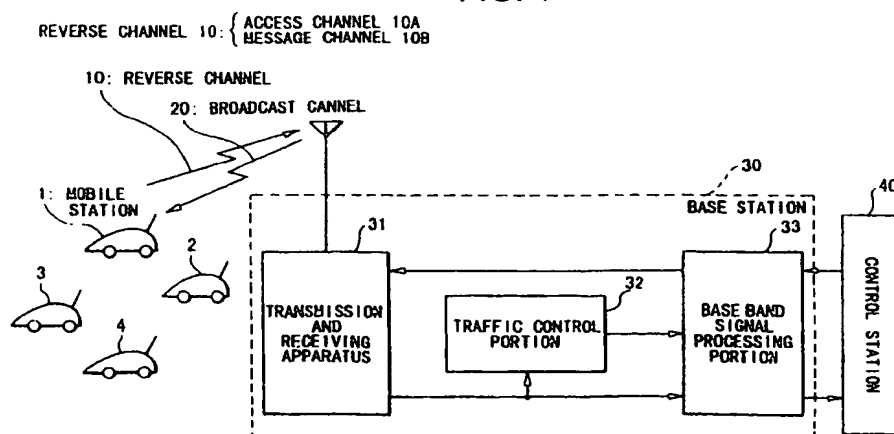 REVERSE CHANNEL 10: { ACCESS CHANNEL 10A
MESSAGE CHANNEL 10B
10: REVERSE CHANNEL
20: BROADCAST CANNEL
1: MOBILE
STATION
2
3
4
30
BASE STATION
40
31
TRANSMISSION
AND
RECEIVING
APPARATUS
32
TRAFFIC CONTROL
PORTION
33
BASE BAND
SIGNAL
PROCESSING
PORTION
CONTROL STATION